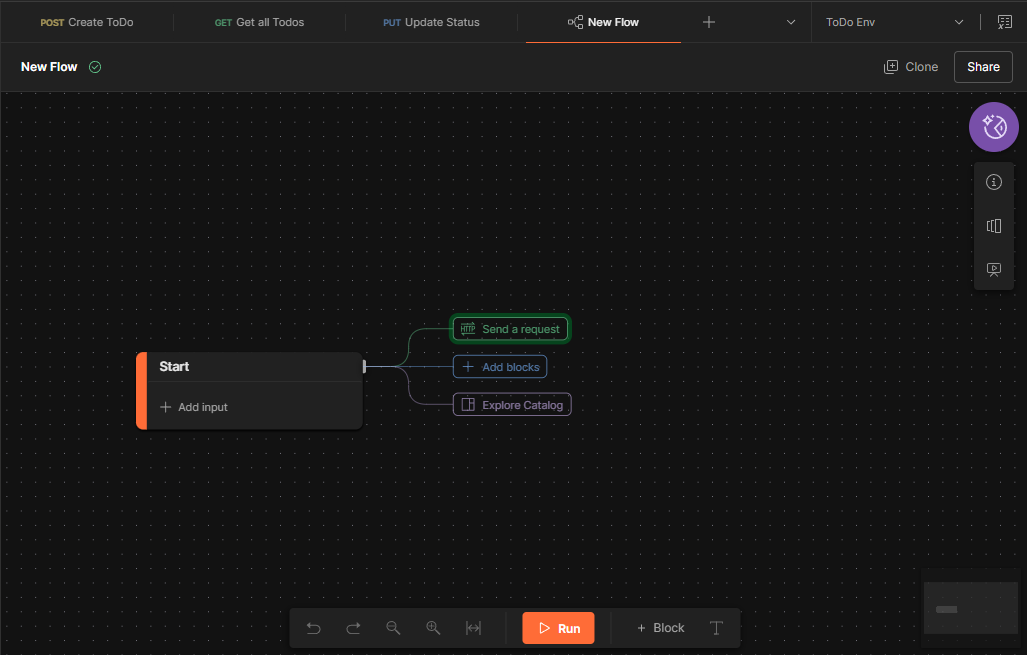 POST Create ToDo
GET Get all Todos
PUT Update Status
New Flow
ToDo Env
New Flow
Clone
Share
HTTP Send a request
Start
Add blocks
Add input
Explore Catalog
Run
+ Block
T